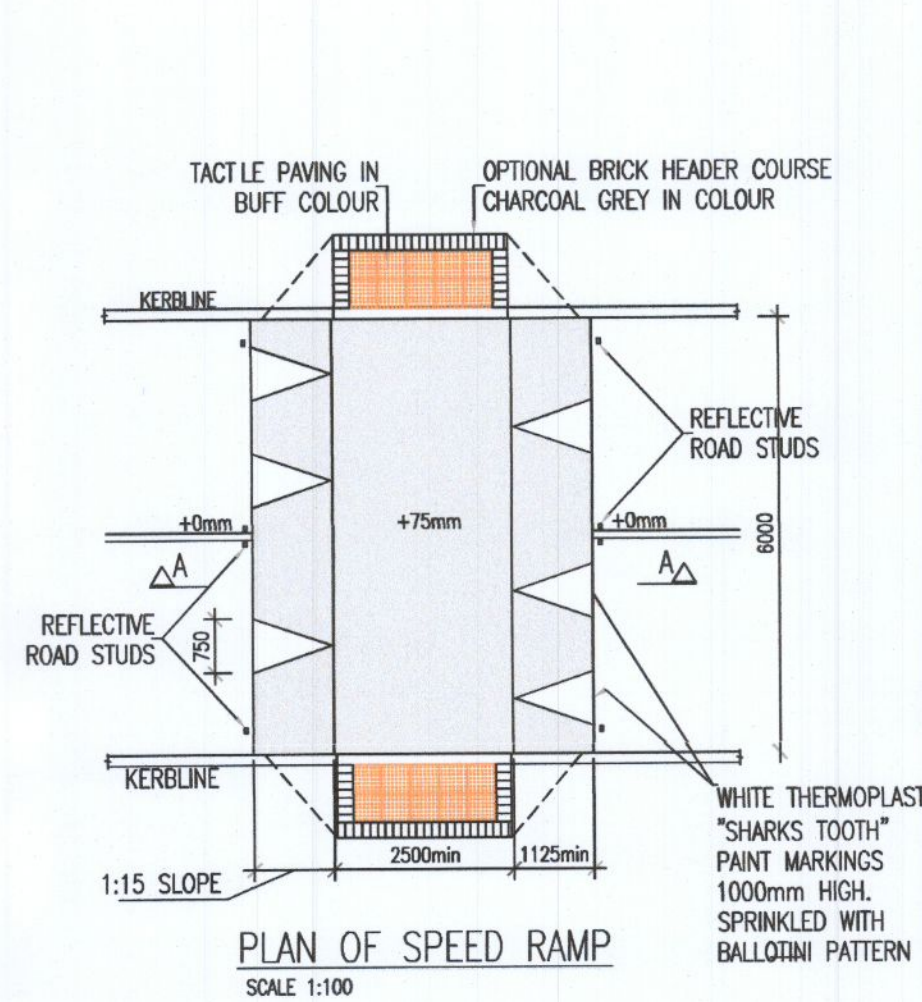 TACTLE PAVING IN
BUFF COLOUR
OPTIONAL BRICK HEADER COURSE
CHARCOAL GREY IN COLOUR
KERBLINE
REFLECTIVE
ROAD STUDS
+0mm
+75mm
+0mm
6000
A
A
REFLECTIVE
ROAD STUDS
750
KERBLINE
WHITE THERMOPLAST
"SHARKS TOOTH"
PAINT MARKINGS
1000mm HIGH.
SPRINKLED WITH
BALLOTINI PATTERN
2500min
1125min
1:15 SLOPE
PLAN OF SPEED RAMP
SCALE 1:100